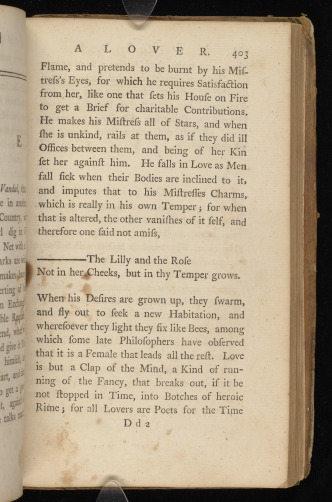 A LOVER. 403
Flame, and pretends to be burnt by his Mis-
tress's Eyes, for which he requires Satisfaction
from her, like one that sets his House on Fire
to get a Brief for charitable Contributions.
He makes his Mistress all of Stars, and when
she is unkind, rails at them, as if they did ill
Offices between them, and being of her Kin
set her against him. He falls in Love as Men
fall sick when their Bodies are inclined to it,
and imputes that to his Mistresses Charms,
which is really in his own Temper; for when
that is altered, the other vanishes of it self, and
therefore one said not amiss,
———The Lilly and the Rose
Not in her Cheeks, but in thy Temper grows.
When his Desires are grown up, they swarm,
and fly out to seek a new Habitation, and
wheresoever they light they fix like Bees, among
which some late Philosophers have observed
that it is a Female that leads all the rest. Love
is but a Clap of the Mind, a Kind of run-
ning of the Fancy, that breaks out, if it be
not stopped in Time, into Botches of heroic
Rime; for all Lovers are Poets for the Time
D d 2